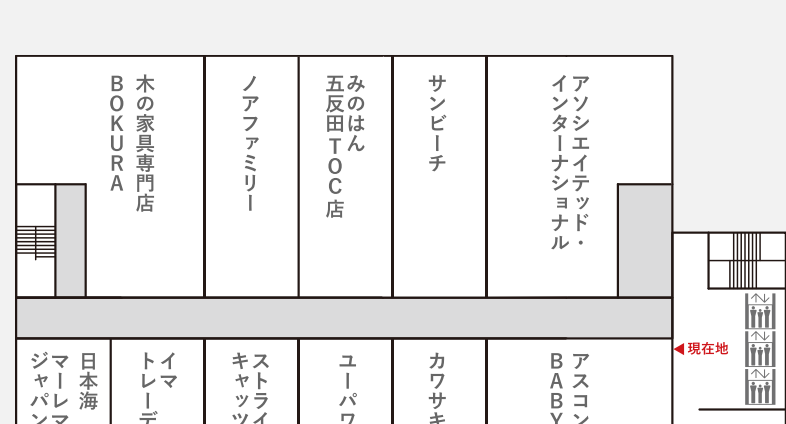 木の家具専門店
BOKURA
ノアファミリー
みのはん
五反田TOC店
サンビーチ
アソシエイテッド・
インターナショナル
現在地
日本海
マーレマ
ジャパン
イマ
トレーデ
ストライ
キャッツ
ユーパワ
カワサキ
アスコン
BABY